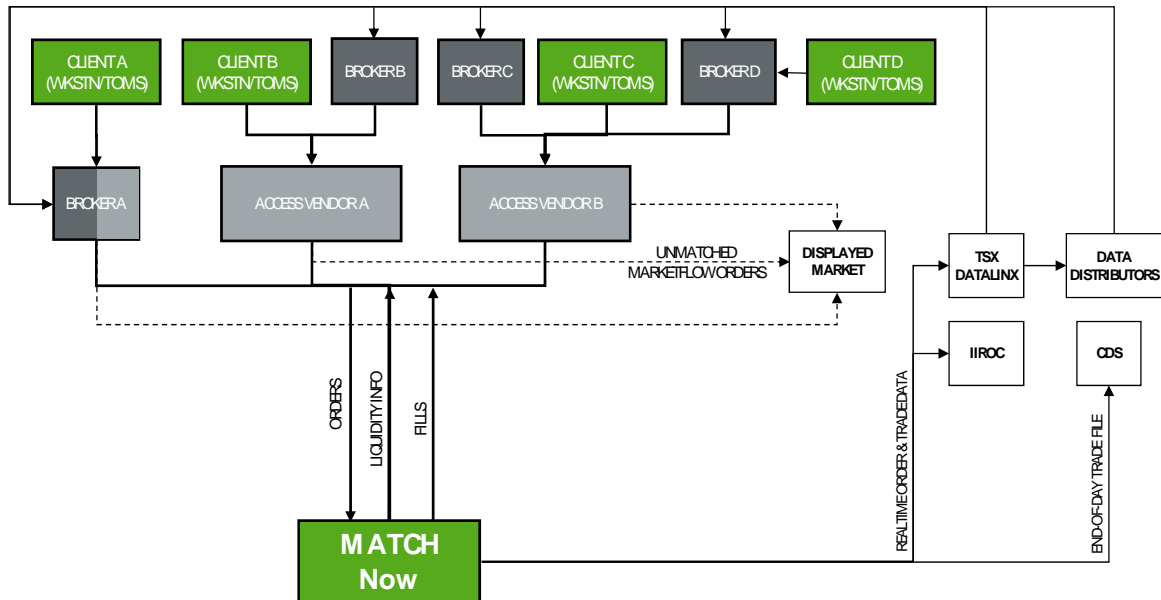 CLIENT A
(WKSTN/TOMS)
CLIENT B
(WKSTN/TOMS)
BROKER B
BROKER C
CLIENT C
(WKSTN/TOMS)
BROKER D
CLIENT D
(WKSTN/TOMS)
BROKER A
ACCESS VENDOR A
ACCESS VENDOR B
UNMATCHED
MARKETFLOW ORDERS
DISPLAYED
MARKET
TSX
DATALINX
DATA
DISTRIBUTORS
IIROC
CDS
ORDERS
LIQUIDITY INFO
FILLS
REALTIME ORDER & TRADE DATA
END-OF-DAY TRADE FILE
MATCH
Now